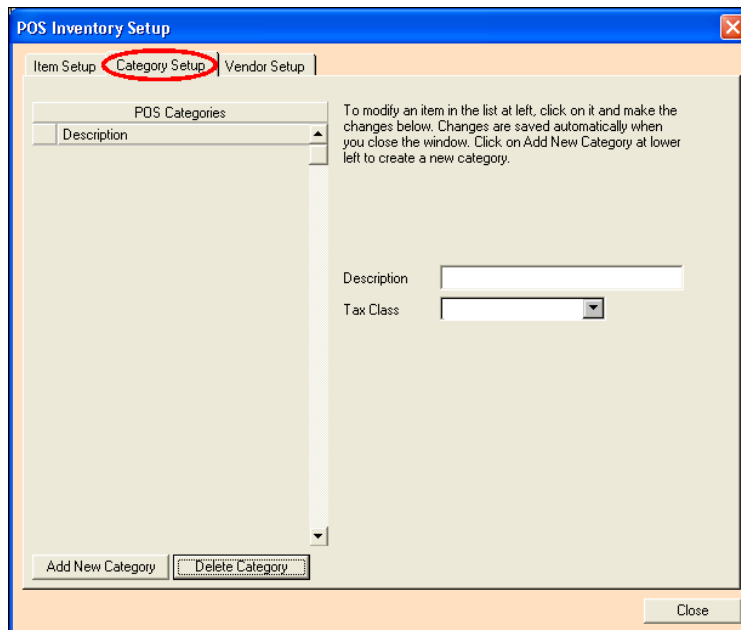 POS Inventory Setup
Item Setup Category Setup Vendor Setup
POS Categories
Description
To modify an item in the list at left, click on it and make the
changes below. Changes are saved automatically when
you close the window. Click on Add New Category at lower
left to create a new category.
Description
Tax Class
Add New Category Delete Category
Close